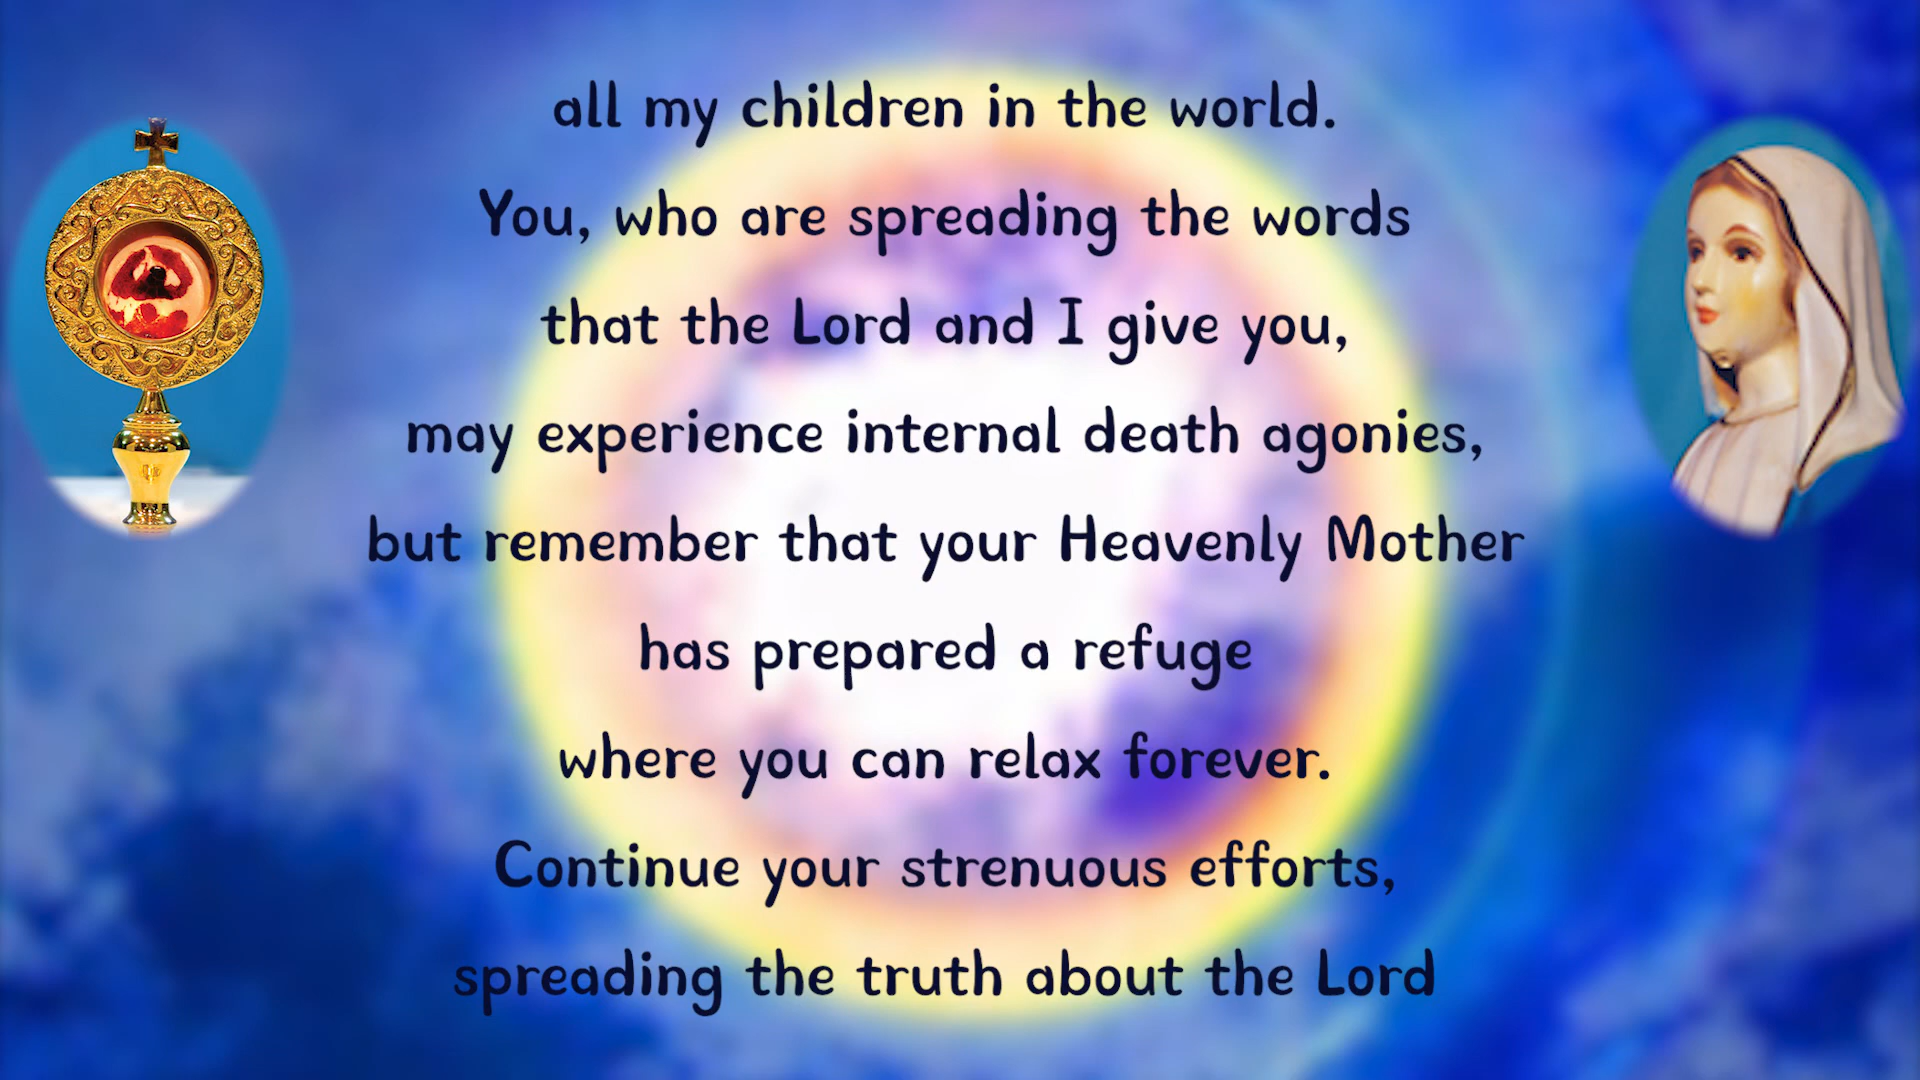 all my children in the world.
You, who are spreading the words
that the Lord and I give you,
may experience internal death agonies,
but remember that your Heavenly Mother
has prepared a refuge
where you can relax forever.
Continue your strenuous efforts,
spreading the truth about the Lord